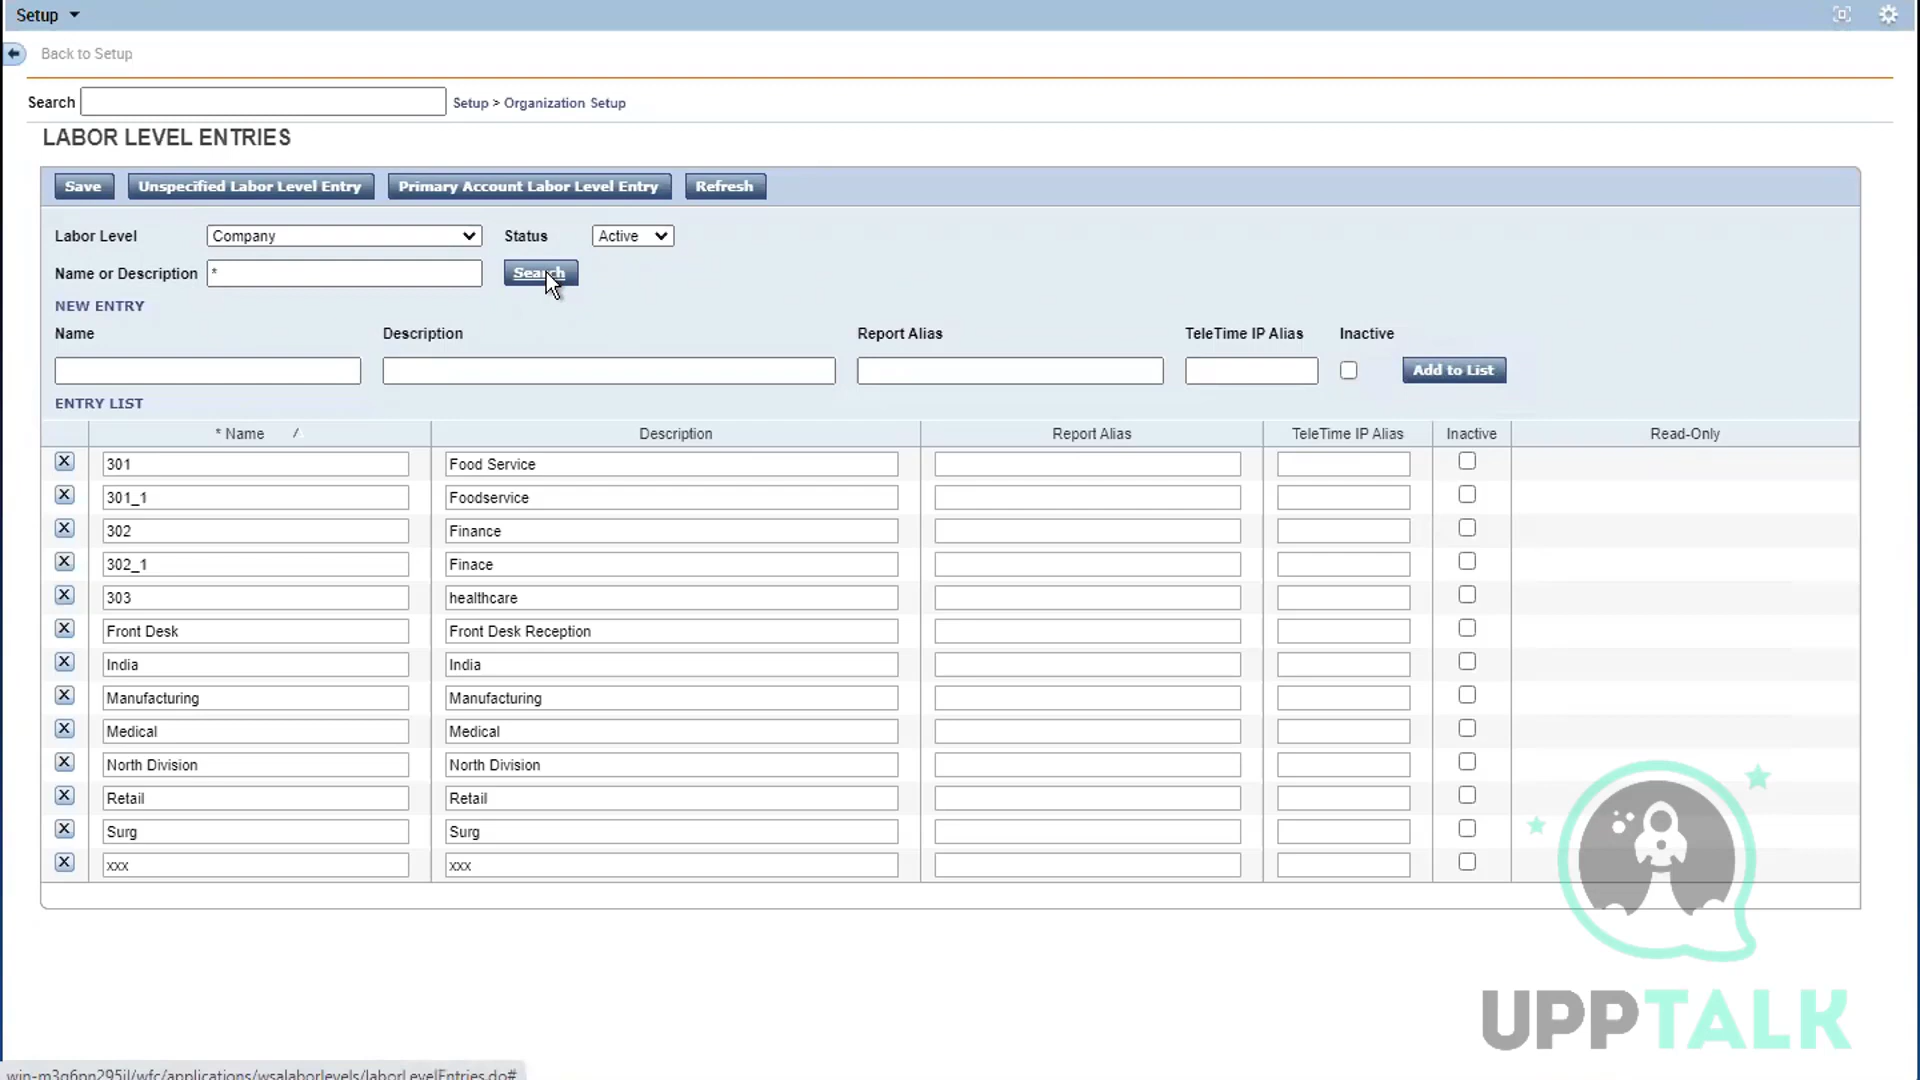 Setup
Back to Setup
Search Setup > Organization Setup
LABOR LEVEL ENTRIES
Save Unspecified Labor Level Entry Primary Account Labor Level Entry Refresh
Labor Level Company Status Active
Name or Description * Search
NEW ENTRY
Name Description Report Alias TeleTime IP Alias Inactive
Add to List
ENTRY LIST
* Name / Description Report Alias TeleTime IP Alias Inactive Read-Only
X 301 Food Service
X 301_1 Foodservice
X 302 Finance
X 302_1 Finace
X 303 healthcare
X Front Desk Front Desk Reception
X India India
X Manufacturing Manufacturing
X Medical Medical
X North Division North Division
X Retail Retail
X Surg Surg
X xxx xxx
UPPTALK